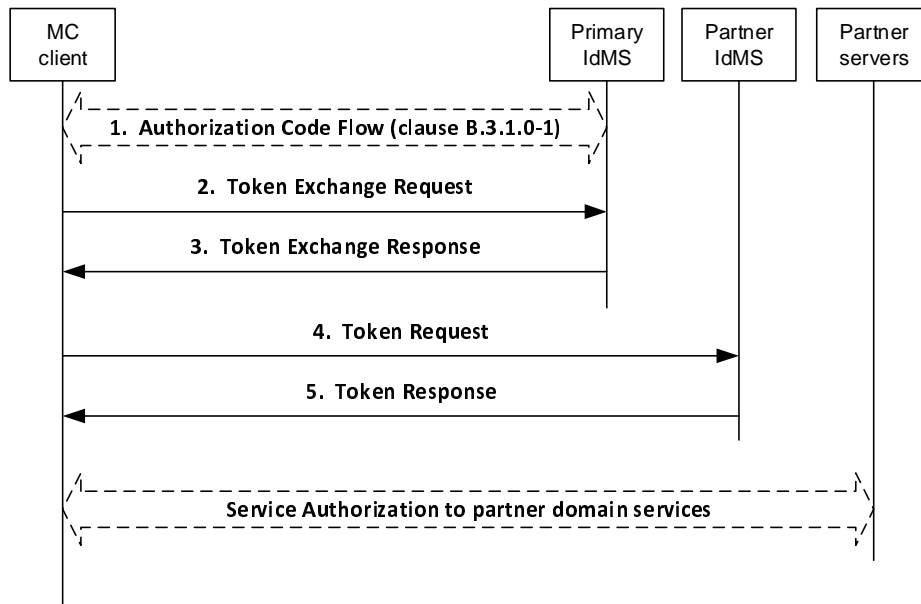 MC
client
Primary
IdMS
Partner
IdMS
Partner
servers
1. Authorization Code Flow (clause B.3.1.0-1)
2. Token Exchange Request
3. Token Exchange Response
4. Token Request
5. Token Response
Service Authorization to partner domain services